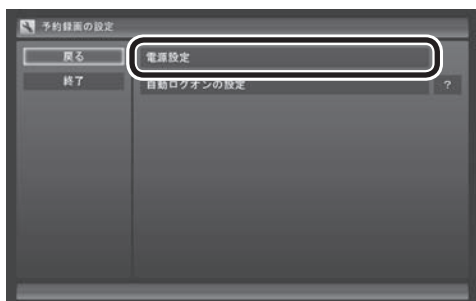 予約録画の設定
戻る
電源設定
終了
自動ログオンの設定
?